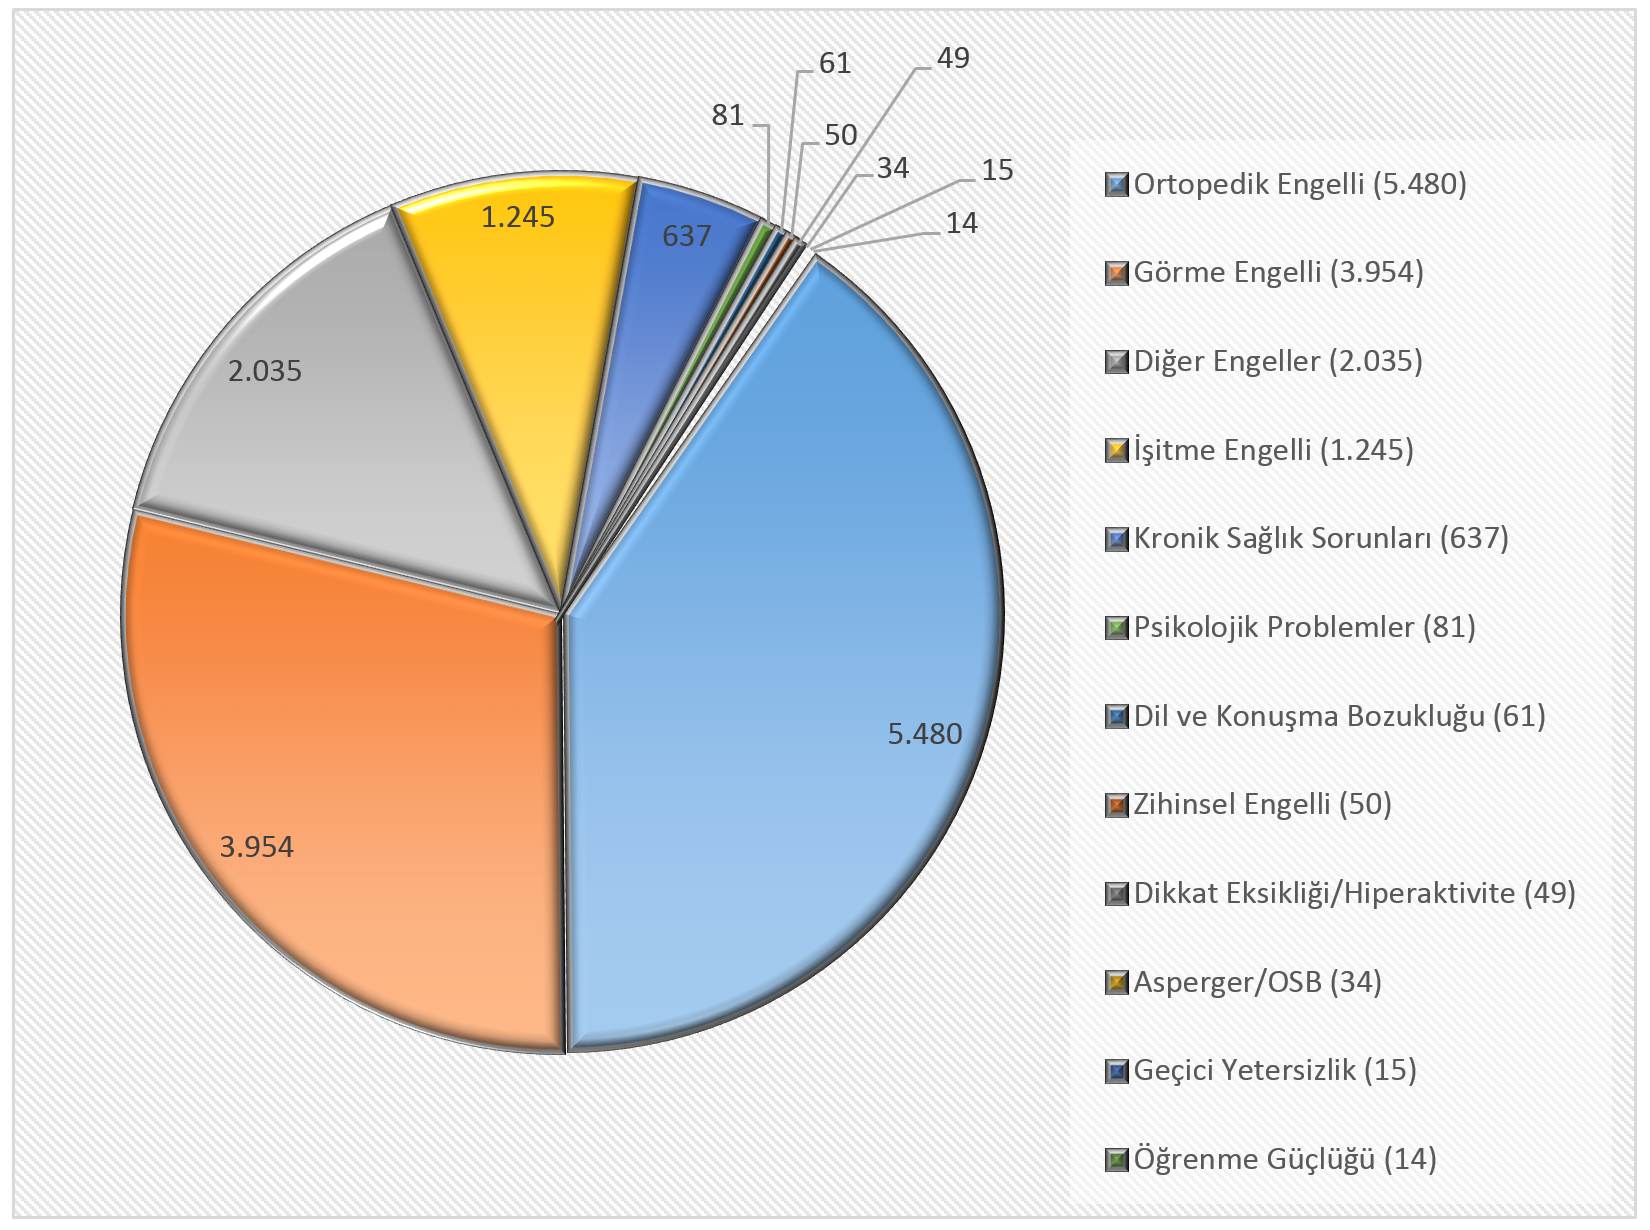 61
49
81
50
34
15
14
1.245
637
2.035
5.480
3.954
Ortopedik Engelli (5.480)
Görme Engelli (3.954)
Diğer Engeller (2.035)
İşitme Engelli (1.245)
Kronik Sağlık Sorunları (637)
Psikolojik Problemler (81)
Dil ve Konuşma Bozukluğu (61)
Zihinsel Engelli (50)
Dikkat Eksikliği/Hiperaktivite (49)
Asperger/OSB (34)
Geçici Yetersizlik (15)
Öğrenme Güçlüğü (14)